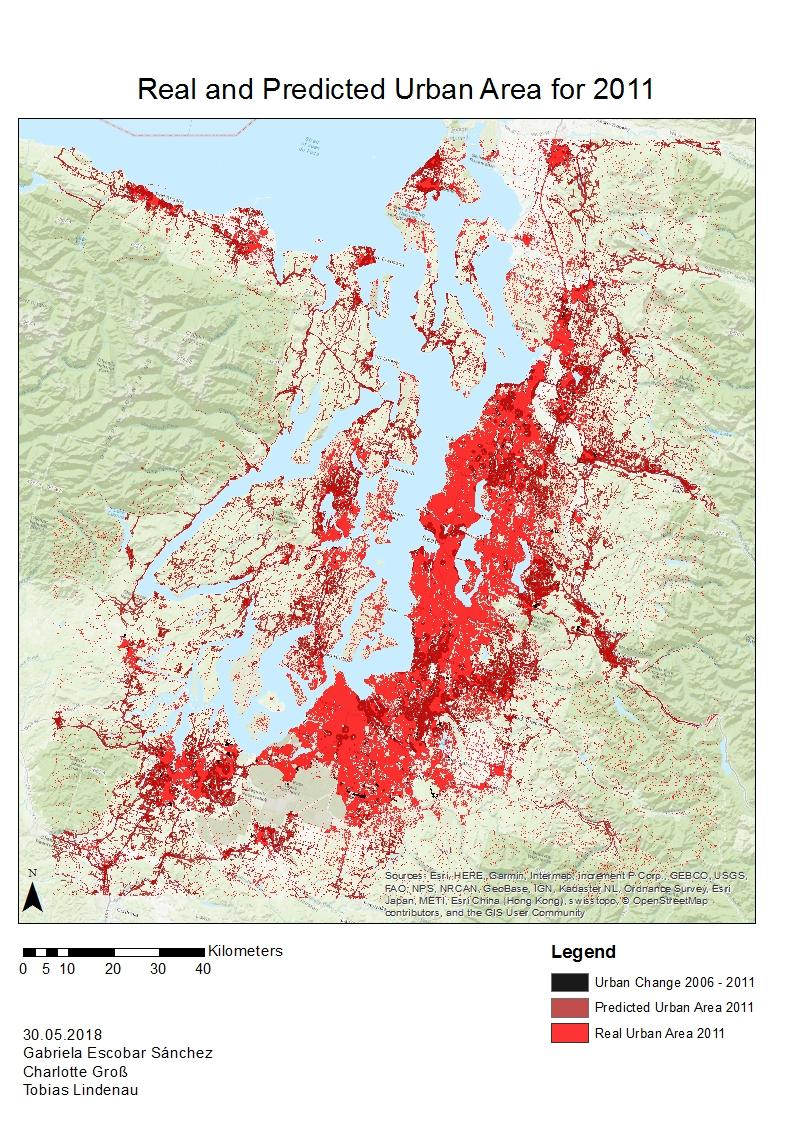 Real and Predicted Urban Area for 2011
N
Sources: Esri, HERE, Garmin, Intermap, increment P Corp., GEBCO, USGS,
FAO, NPS, NRCAN, GeoBase, IGN, Kadaster NL, Ordnance Survey, Esri
Japan, METI, Esri China (Hong Kong), swisstopo, © OpenStreetMap
contributors, and the GIS User Community
Kilometers
0 5 10 20 30 40
Legend
Urban Change 2006 - 2011
Predicted Urban Area 2011
Real Urban Area 2011
30.05.2018
Gabriela Escobar Sánchez
Charlotte Groß
Tobias Lindenau